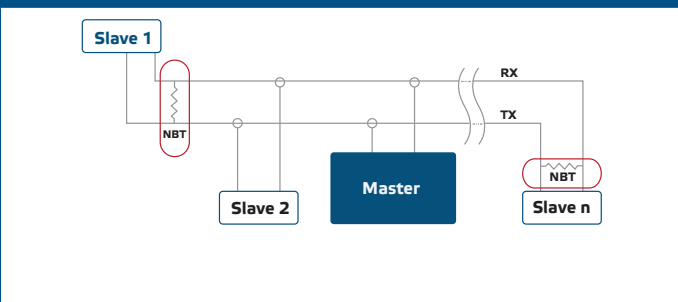 Slave 1
RX
TX
NBT
NBT
Master
Slave 2
Slave n